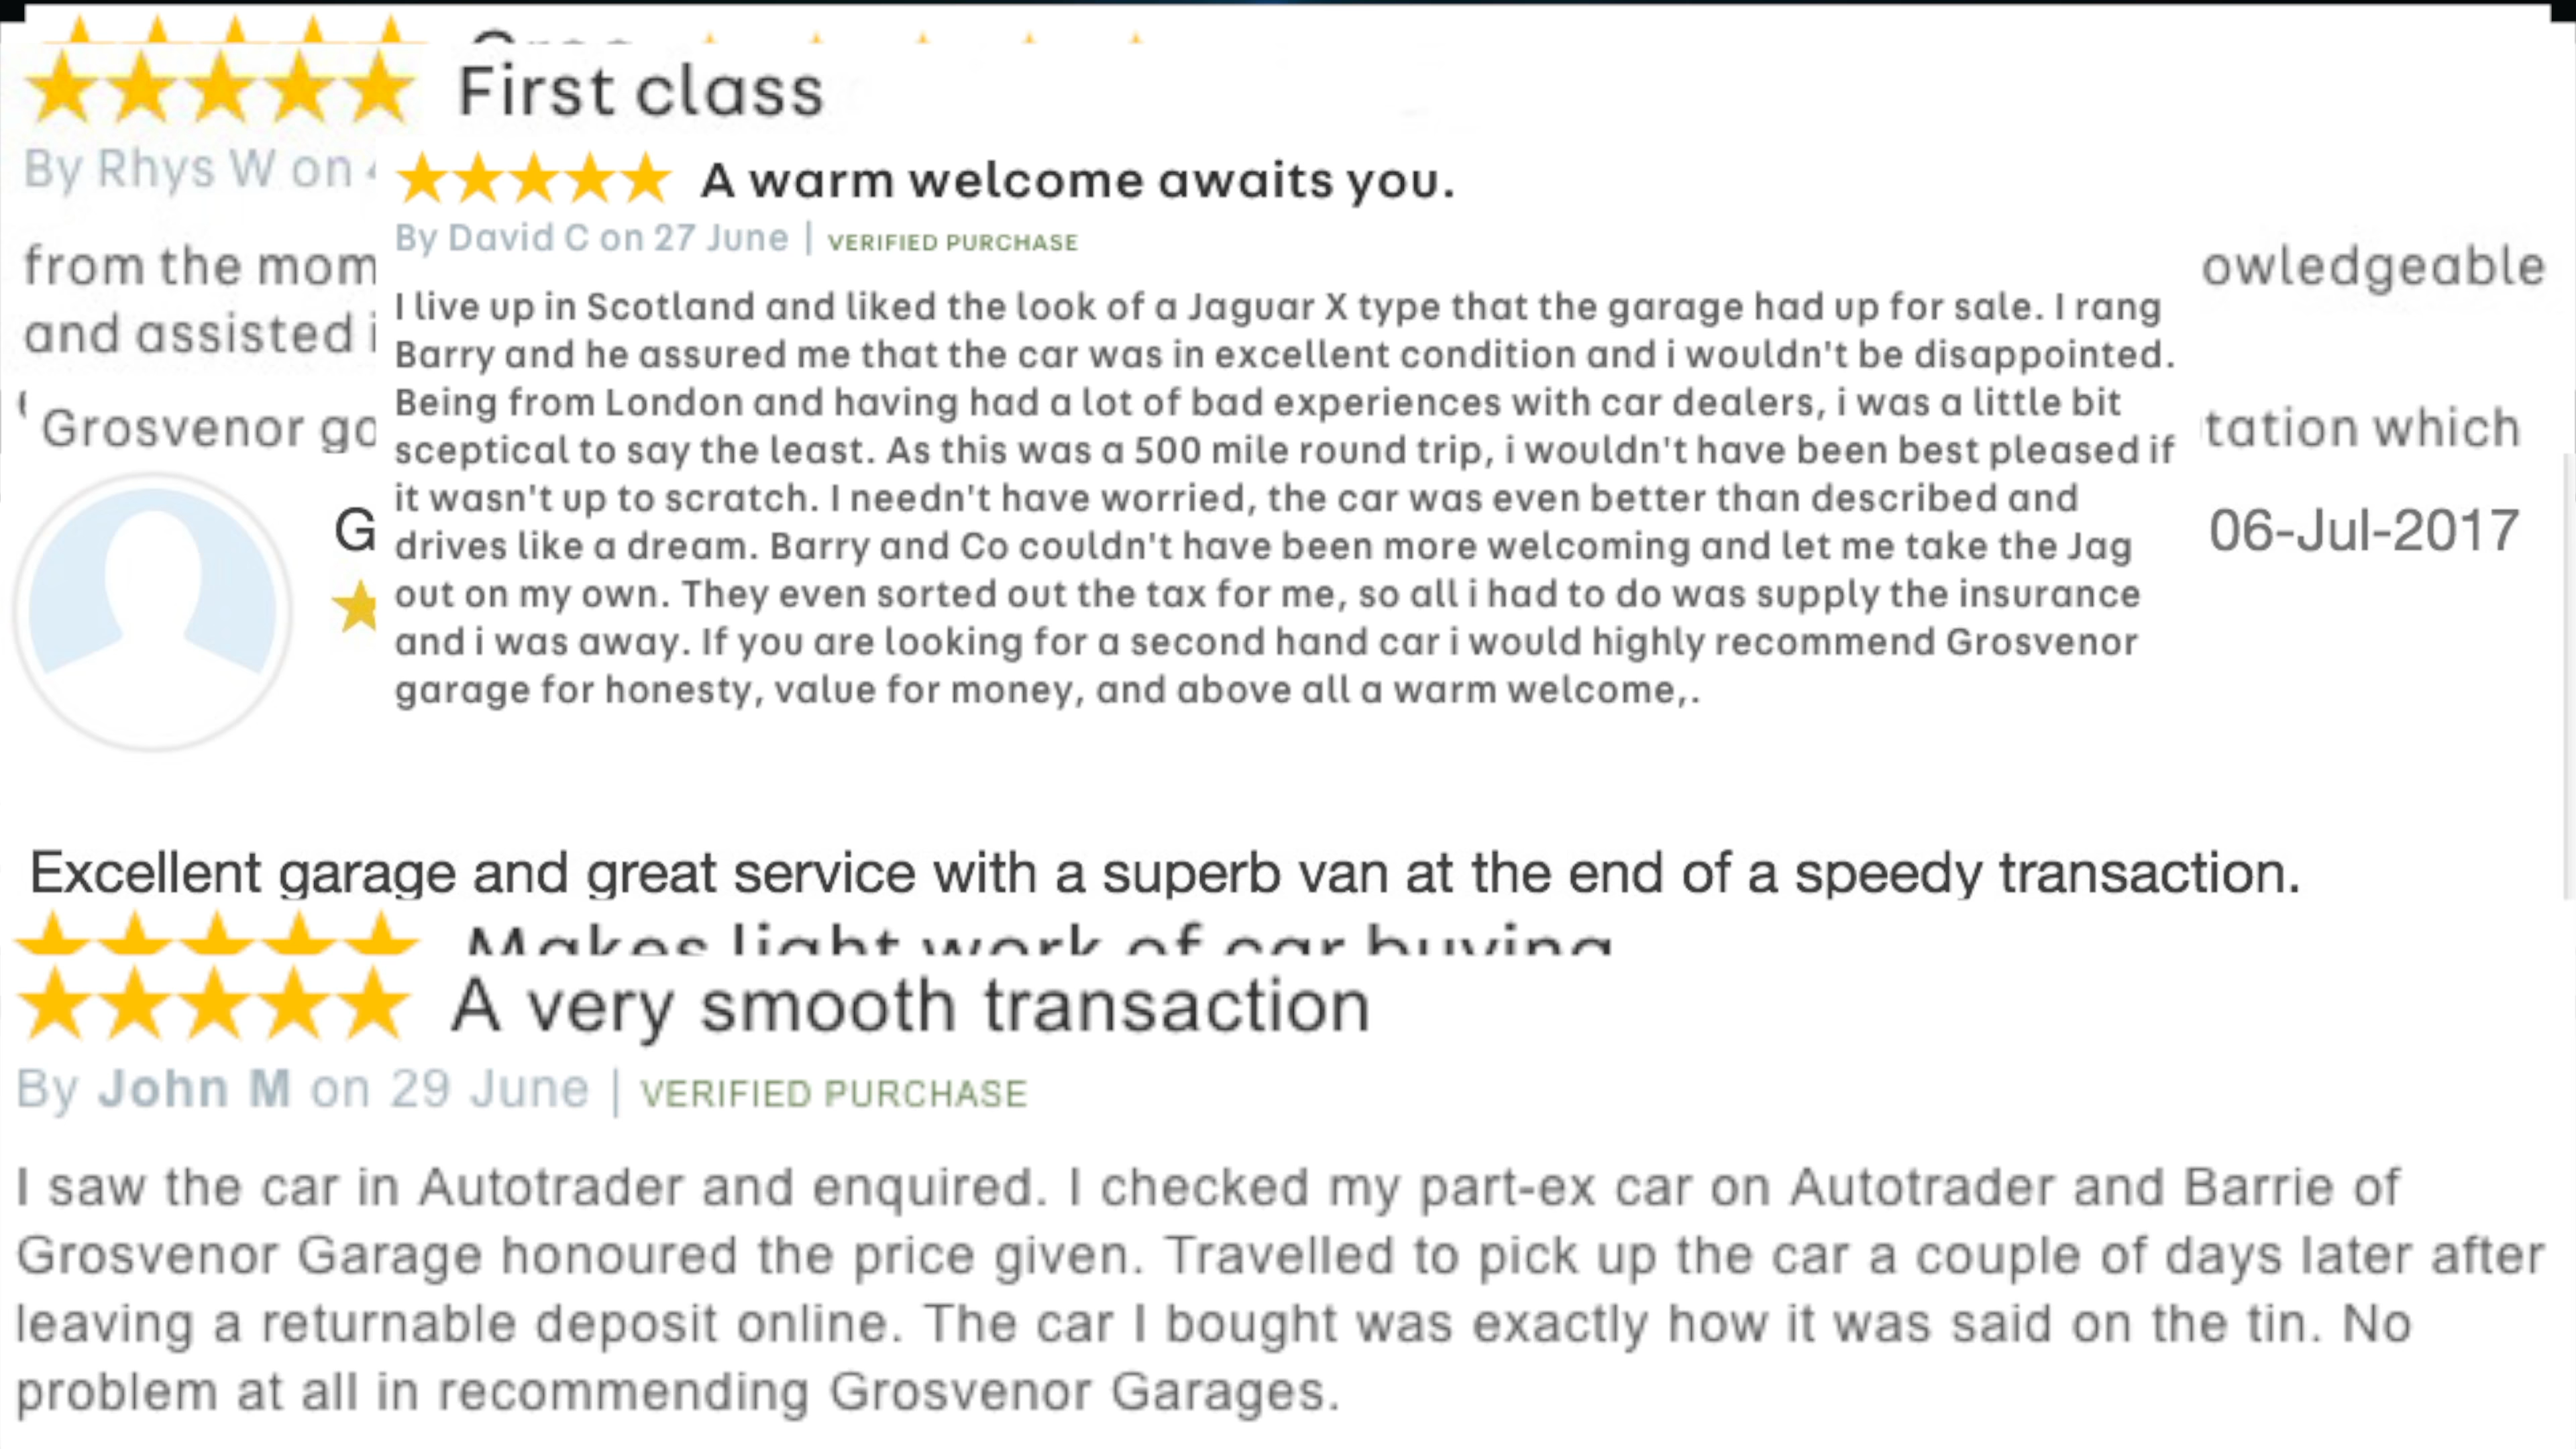 First class
By Rhys W on
from the mom
owledgeable
and assisted i
Grosvenor ga
tation which
G
06-Jul-2017
A warm welcome awaits you.
By David C on 27 June | VERIFIED PURCHASE
I live up in Scotland and liked the look of a Jaguar X type that the garage had up for sale. I rang
Barry and he assured me that the car was in excellent condition and i wouldn't be disappointed.
Being from London and having had a lot of bad experiences with car dealers, i was a little bit
sceptical to say the least. As this was a 500 mile round trip, i wouldn't have been best pleased if
it wasn't up to scratch. I needn't have worried, the car was even better than described and
drives like a dream. Barry and Co couldn't have been more welcoming and let me take the Jag
out on my own. They even sorted out the tax for me, so all i had to do was supply the insurance
and i was away. If you are looking for a second hand car i would highly recommend Grosvenor
garage for honesty, value for money, and above all a warm welcome,.
Excellent garage and great service with a superb van at the end of a speedy transaction.
Makes light work of car buying
A very smooth transaction
By John M on 29 June | VERIFIED PURCHASE
I saw the car in Autotrader and enquired. I checked my part-ex car on Autotrader and Barrie of
Grosvenor Garage honoured the price given. Travelled to pick up the car a couple of days later after
leaving a returnable deposit online. The car I bought was exactly how it was said on the tin. No
problem at all in recommending Grosvenor Garages.